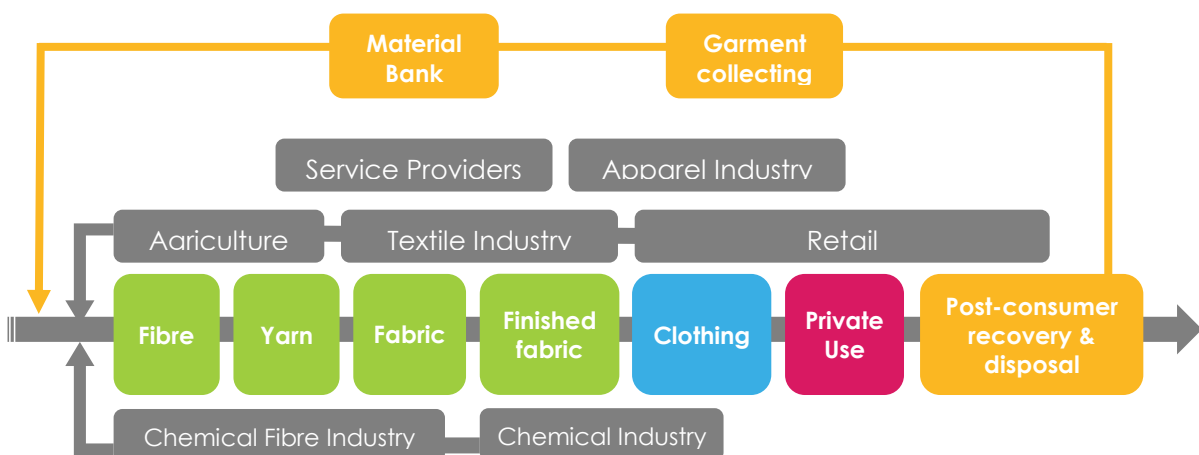 Material
Bank
Garment
collecting
Service Providers
Apparel Industry
Agriculture
Textile Industry
Retail
Fibre
Yarn
Fabric
Finished
fabric
Clothing
Private
Use
Post-consumer
recovery &
disposal
Chemical Fibre Industry
Chemical Industry